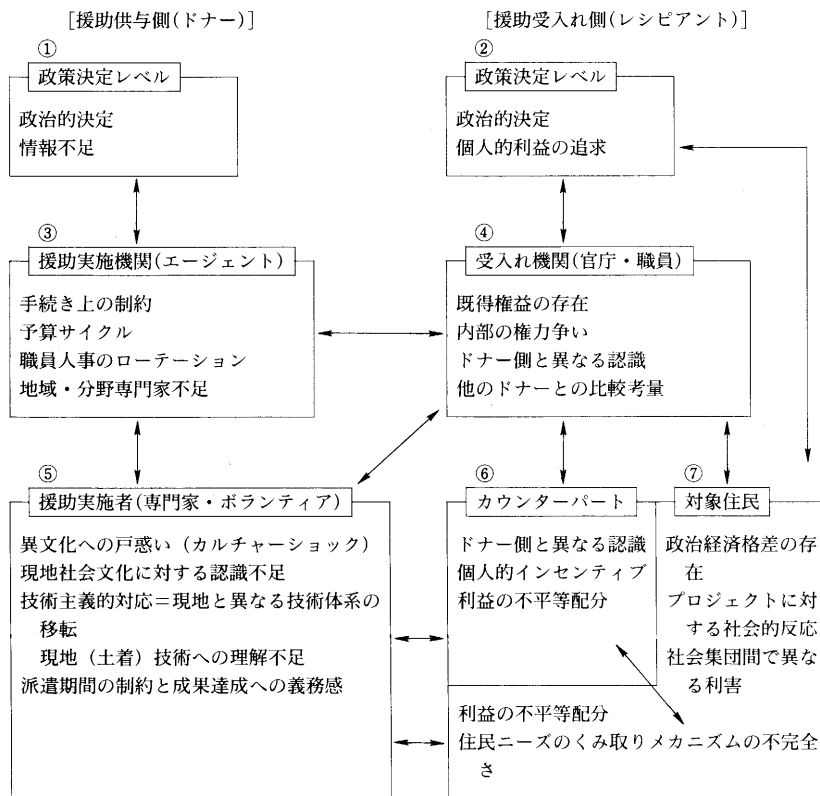 [援助供与側(ドナー)]
[援助受入れ側(レシピアント)]
①
政策決定レベル
政治的決定
情報不足
②
政策決定レベル
政治的決定
個人的利益の追求
③
援助実施機関(エージェント)
手続き上の制約
予算サイクル
職員人事のローテーション
地域・分野専門家不足
④
受入れ機関(官庁・職員)
既得権益の存在
内部の権力争い
ドナー側と異なる認識
他のドナーとの比較考量
⑤
援助実施者(専門家・ボランティア)
異文化への戸惑い(カルチャーショック)
現地社会文化に対する認識不足
技術主義的対応=現地と異なる技術体系の
移転
現地(土着)技術への理解不足
派遣期間の制約と成果達成への義務感
⑥
カウンターパート
ドナー側と異なる認識
個人的インセンティブ
利益の不平等配分
⑦
対象住民
政治経済格差の存
在
プロジェクトに対
する社会的反応
社会集団間で異な
る利害
利益の不平等配分
住民ニーズのくみ取りメカニズムの不完全
さ